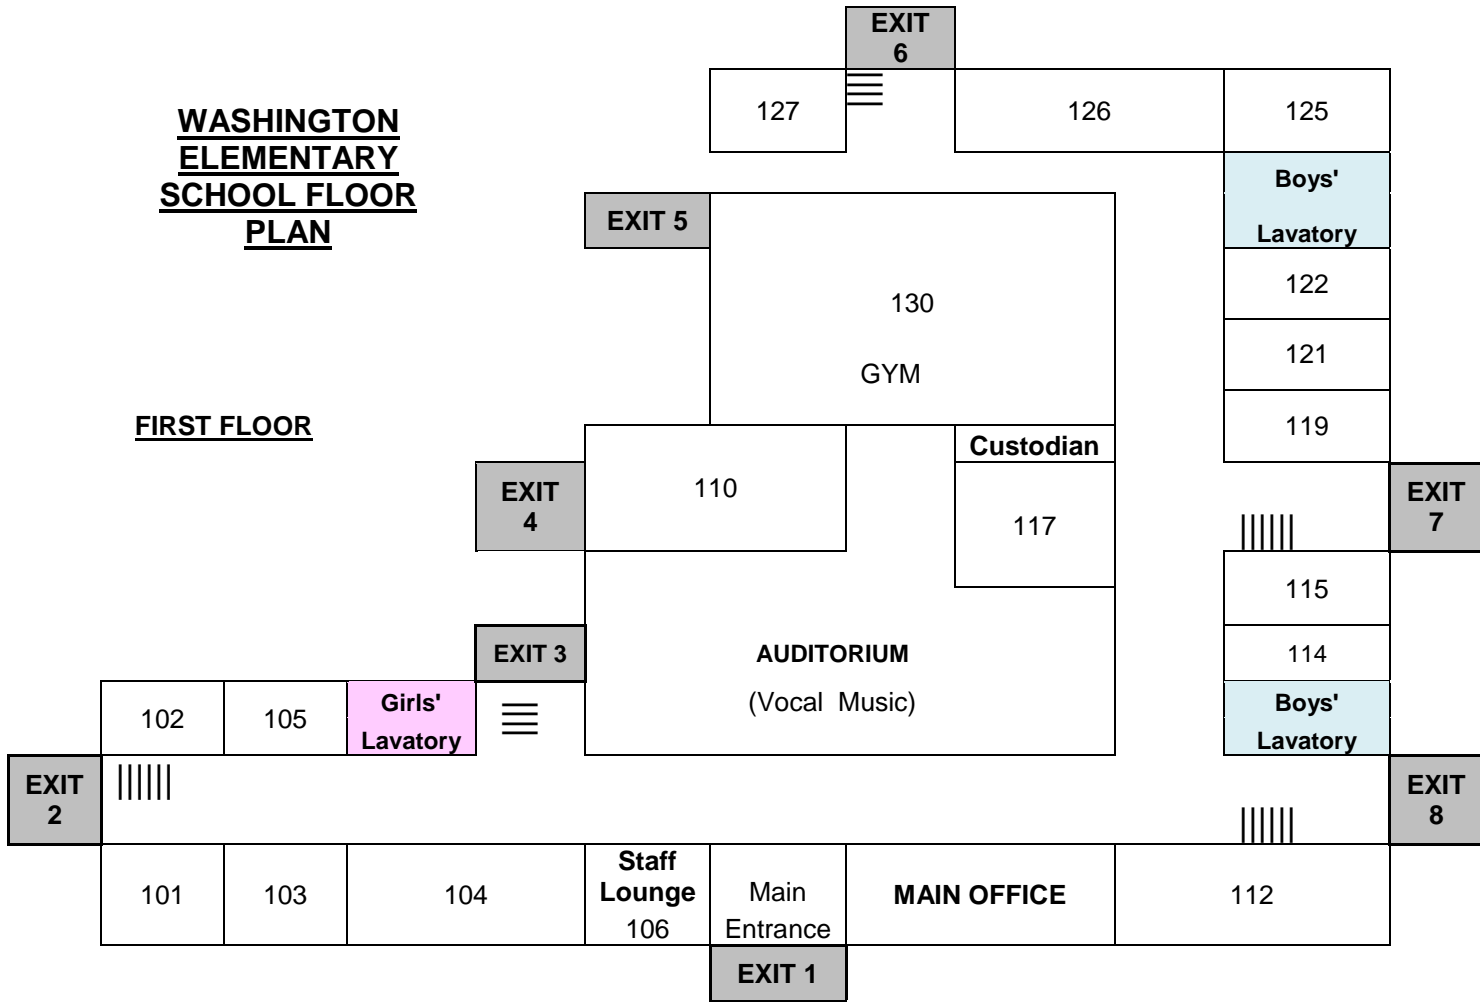 EXIT
6
WASHINGTON
ELEMENTARY
SCHOOL FLOOR
PLAN
127
126
125
Boys'
Lavatory
EXIT 5
122
130
GYM
121
FIRST FLOOR
119
Custodian
EXIT
4
110
117
EXIT
7
115
EXIT 3
AUDITORIUM
(Vocal Music)
114
102
105
Girls'
Lavatory
Boys'
Lavatory
EXIT
2
EXIT
8
101
103
104
Staff
Lounge
106
Main
Entrance
MAIN OFFICE
112
EXIT 1